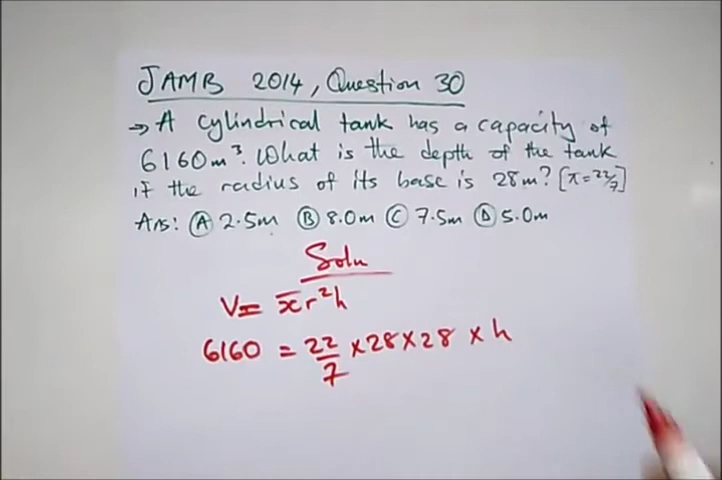 JAMB 2014, Question 30
→ A cylindrical tank has a capacity of
6160m³. What is the depth of the tank
if the radius of its base is 28m? [π=22/7]
Ans: Ⓐ 2.5m Ⓑ 8.0m Ⓒ 7.5m Ⓓ 5.0m
Soln
V= πr²h
6160 = 22/7 ×28×28 × h